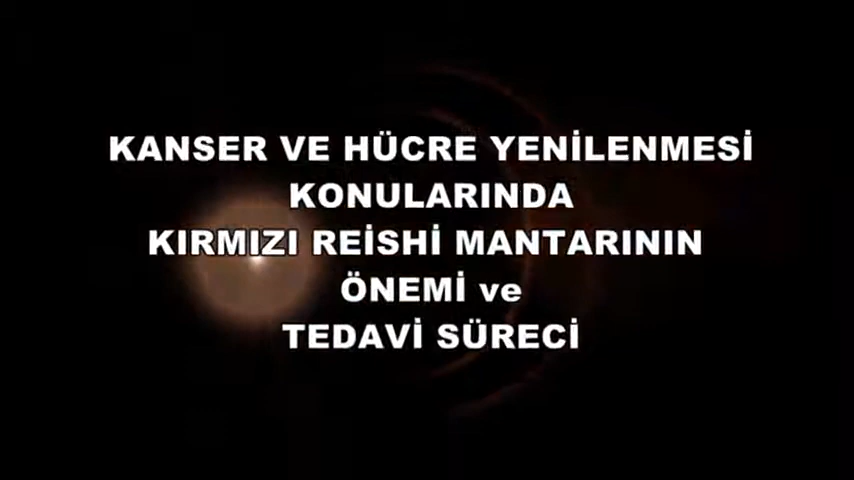 KANSER VE HÜCRE YENİLENMESİ
KONULARINDA
KIRMIZI REİSHİ MANTARININ
ÖNEMİ ve
TEDAVİ SÜRECİ